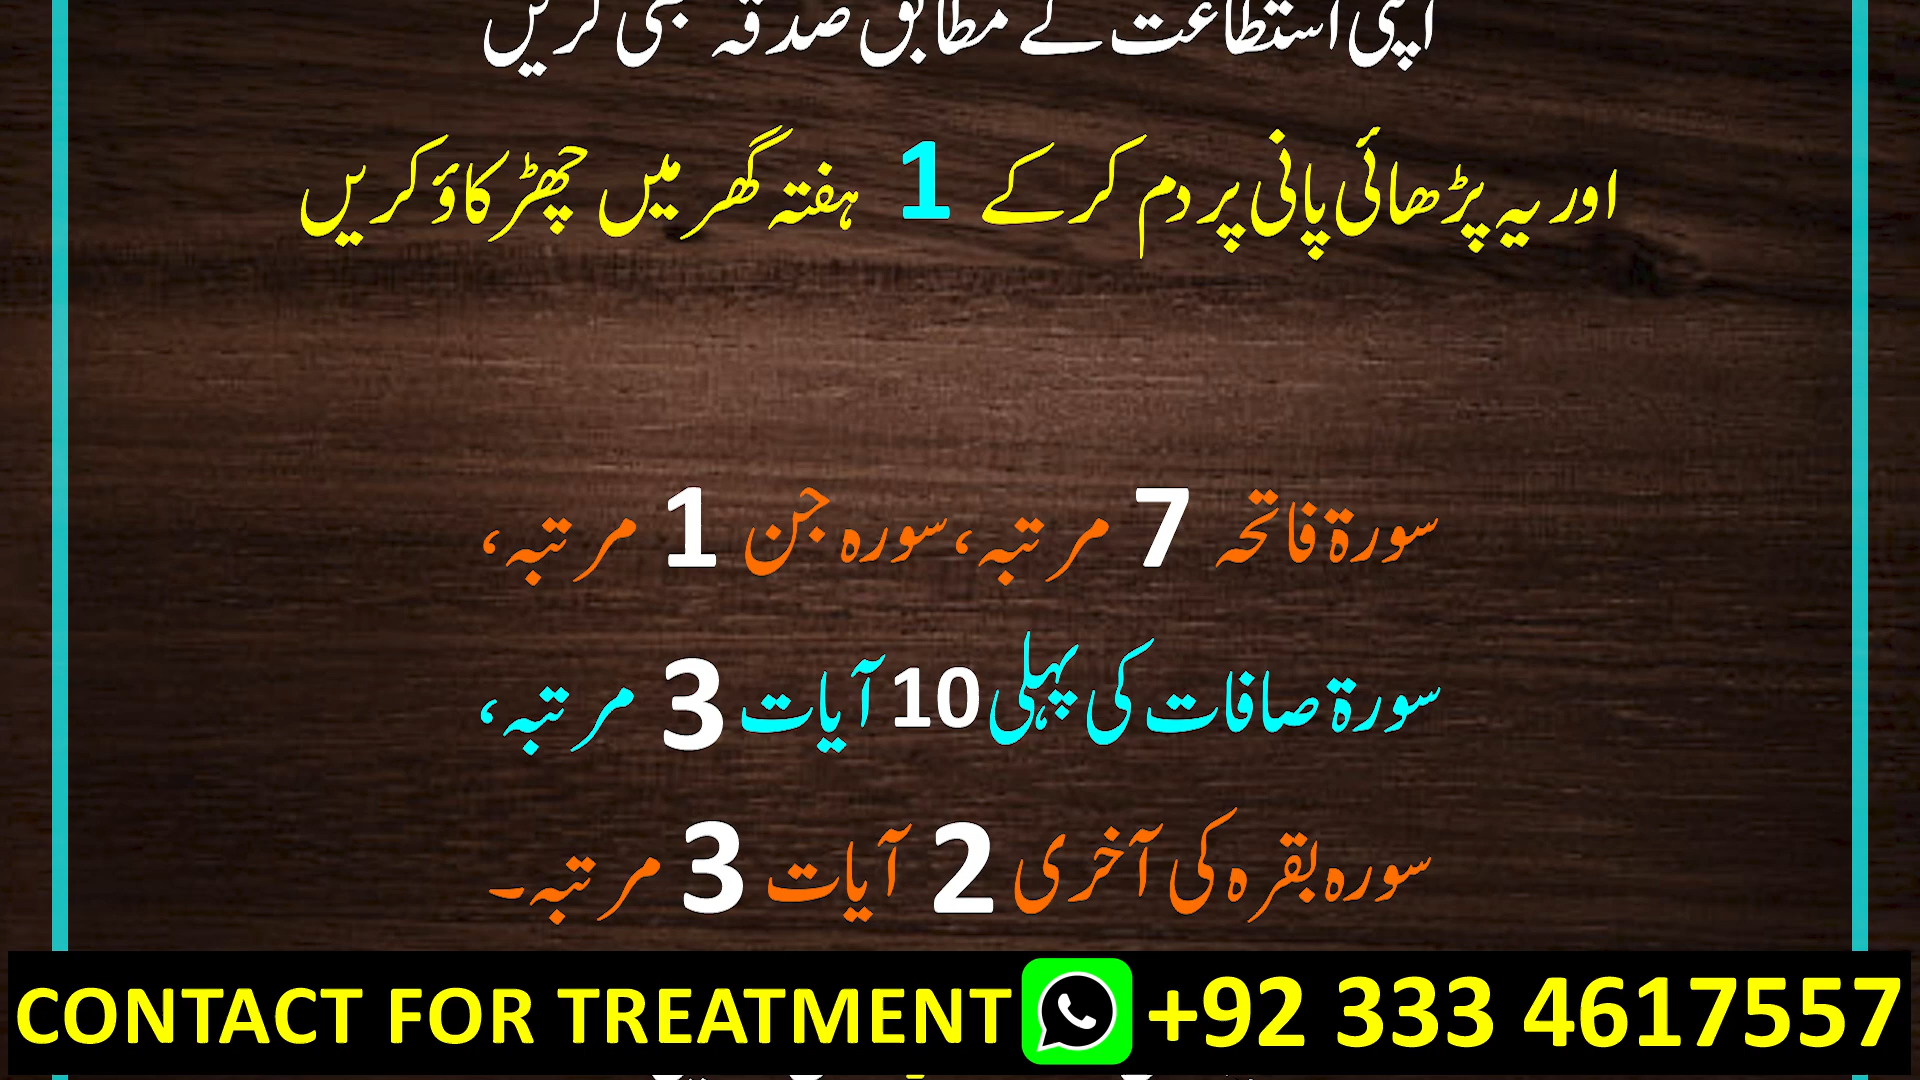 اپنی استطاعت کے مطابق صدقہ بھی کریں
اور یہ پڑھائی پانی پر دم کر کے 1 ہفتہ گھر میں چھڑکاؤ کریں
سورۃ فاتحہ 7 مرتبہ، سورہ جن 1 مرتبہ،
سورۃ صافات کی پہلی 10 آیات 3 مرتبہ،
سورہ بقرہ کی آخری 2 آیات 3 مرتبہ۔
CONTACT FOR TREATMENT +92 333 4617557